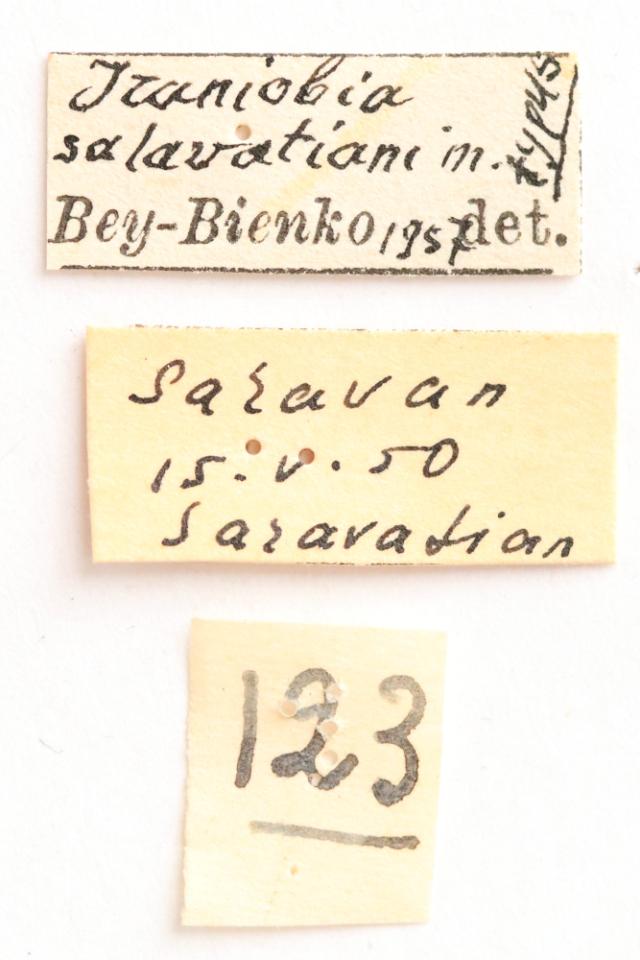 Iraniobia
salavatiani m. typus
Bey-Bienko 1957 det.
Saravan
15.v.50
Saravatian
123